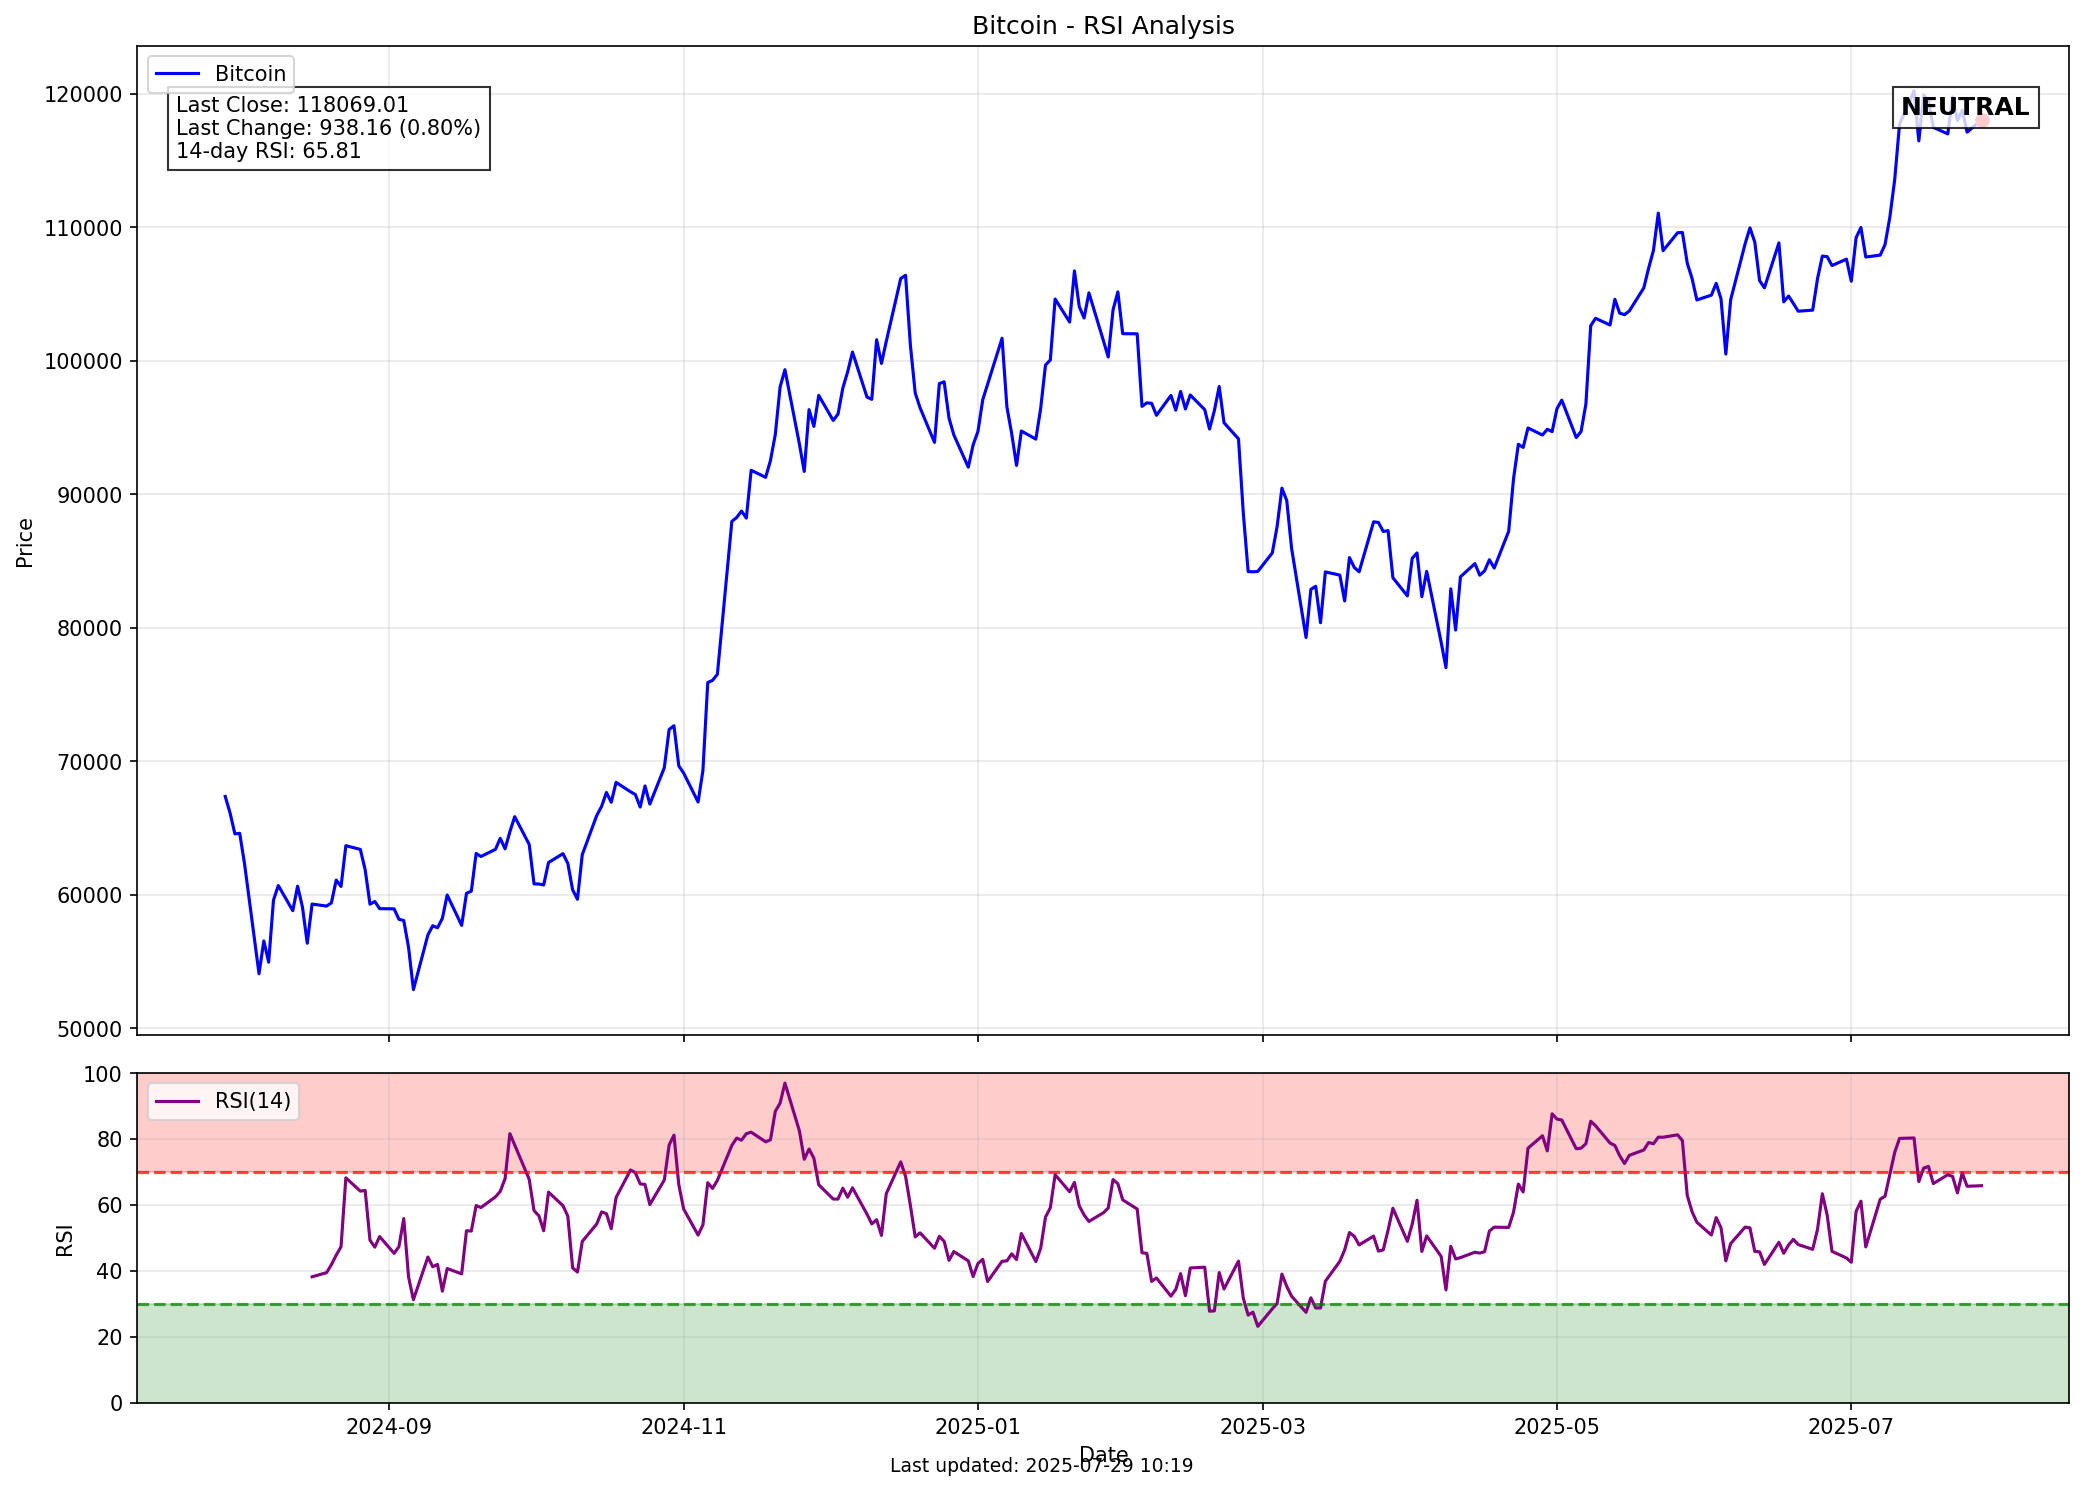 Bitcoin - RSI Analysis
Bitcoin
Last Close: 118069.01
Last Change: 938.16 (0.80%)
14-day RSI: 65.81
NEUTRAL
120000
110000
100000
90000
80000
70000
60000
50000
Price
RSI(14)
100
80
60
40
20
0
RSI
2024-09
2024-11
2025-01
2025-03
2025-05
2025-07
Date
Last updated: 2025-07-29 10:19